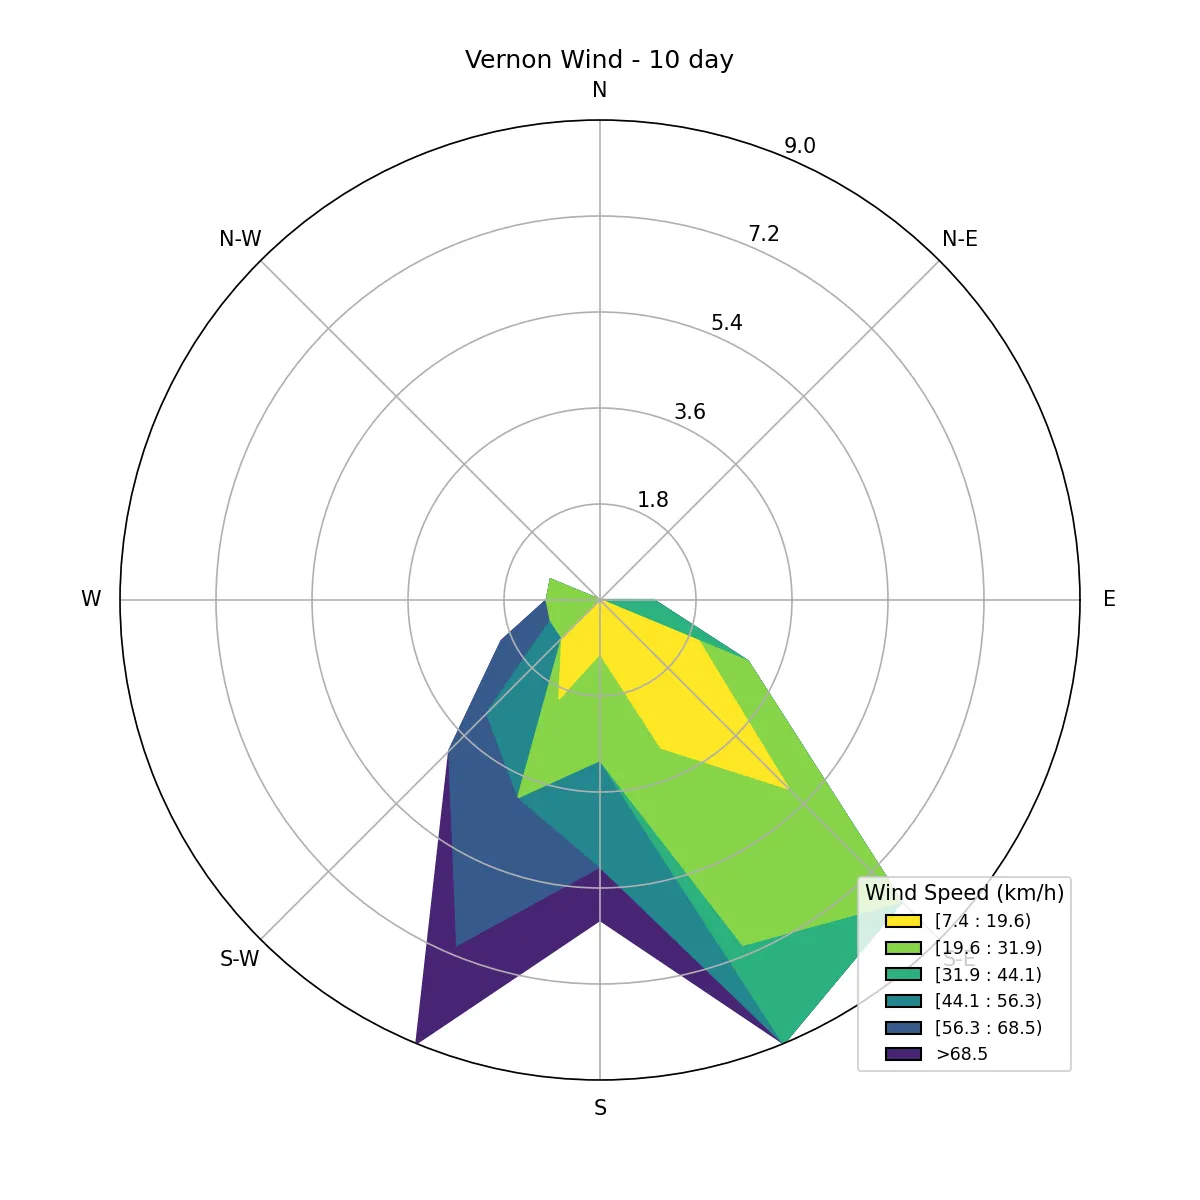 Vernon Wind - 10 day
N
9.0
N-W
7.2
N-E
5.4
3.6
1.8
W
E
Wind Speed (km/h)
[7.4 : 19.6)
[19.6 : 31.9)
S-W
S-E
[31.9 : 44.1)
[44.1 : 56.3)
[56.3 : 68.5)
>68.5
S